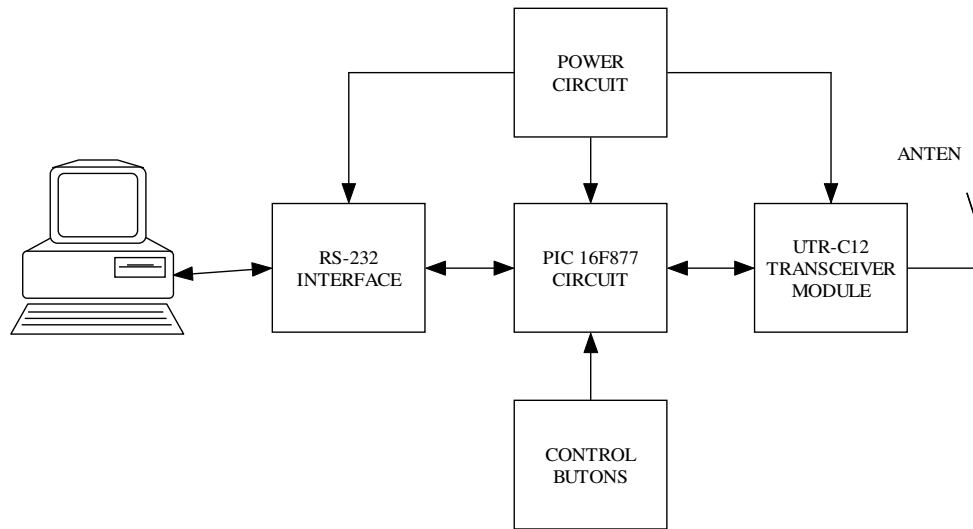 POWER
CIRCUIT
ANTEN
RS-232
INTERFACE
PIC 16F877
CIRCUIT
UTR-C12
TRANSCEIVER
MODULE
CONTROL
BUTONS